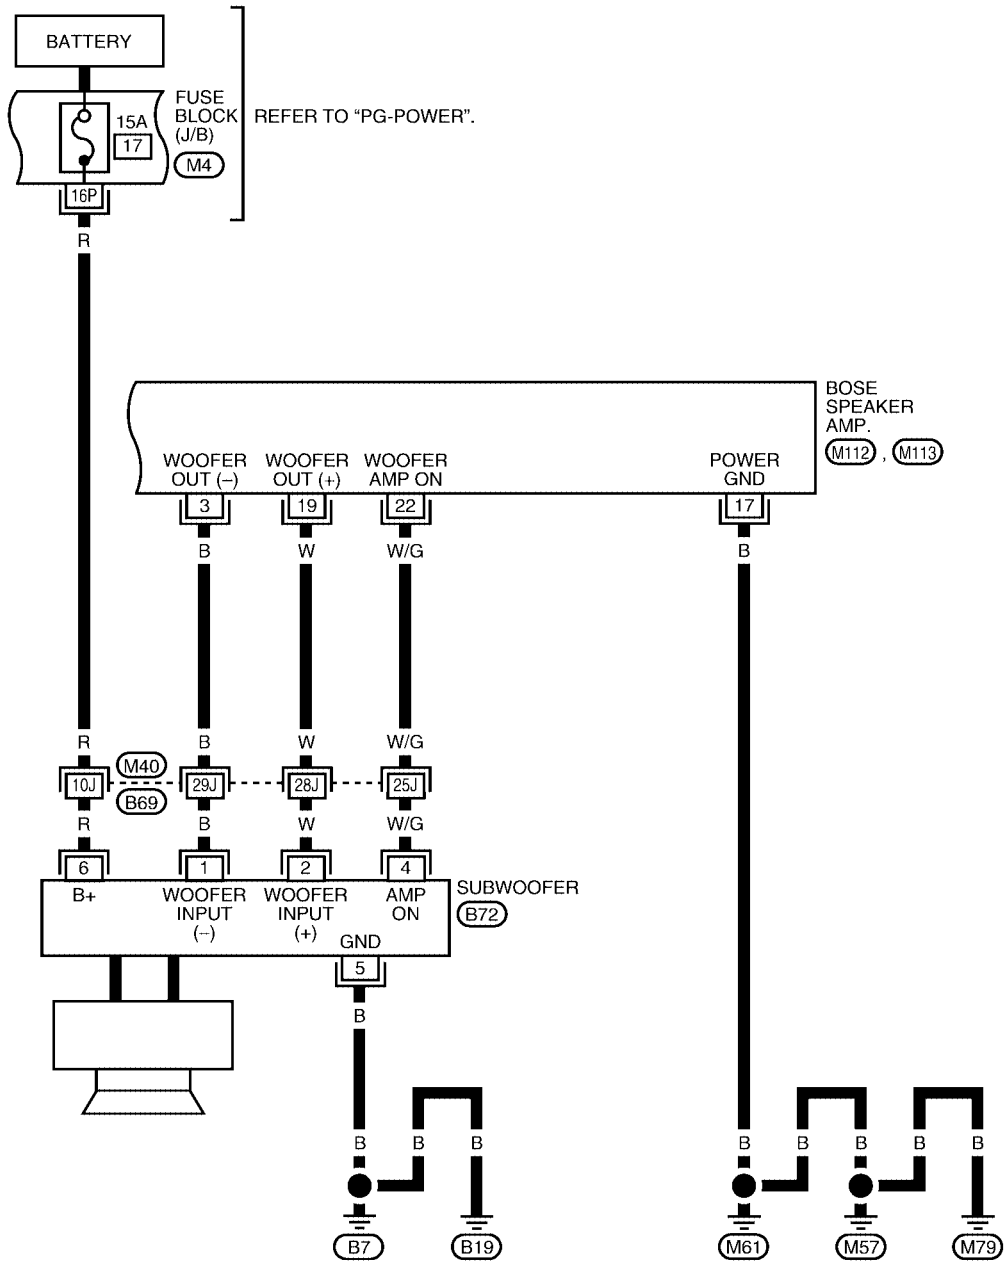 BATTERY
FUSE
BLOCK
(J/B)
M4
REFER TO “PG-POWER”.
15A
17
16P
R
BOSE
SPEAKER
AMP.
M112 , M113
WOOFER
OUT (–)
WOOFER
OUT (+)
WOOFER
AMP ON
POWER
GND
3
19
22
17
B
W
W/G
B
R
B
W
W/G
M40
10J
29J
28J
25J
B69
R
B
W
W/G
6
1
2
4
B+
WOOFER
INPUT
(–)
WOOFER
INPUT
(+)
AMP
ON
SUBWOOFER
B72
GND
5
B
B
B
B
B
B
B
B
B
B7
B19
M61
M57
M79